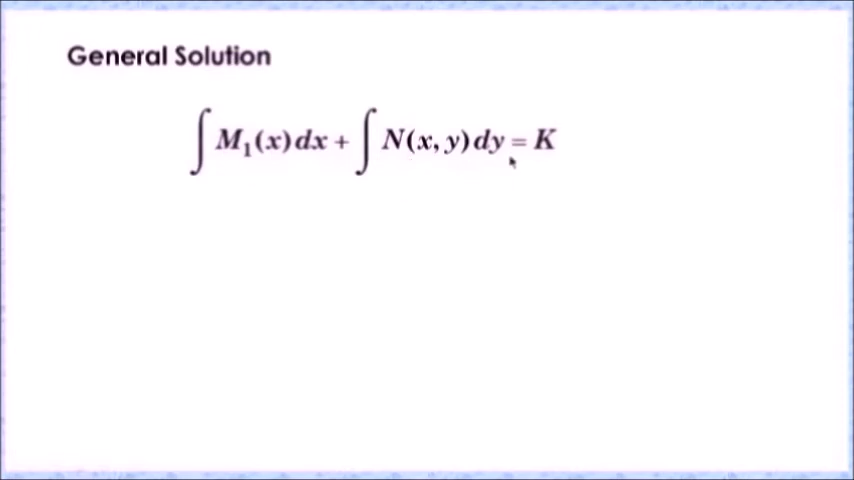 General Solution
∫ M₁(x)dx + ∫ N(x, y)dy = K